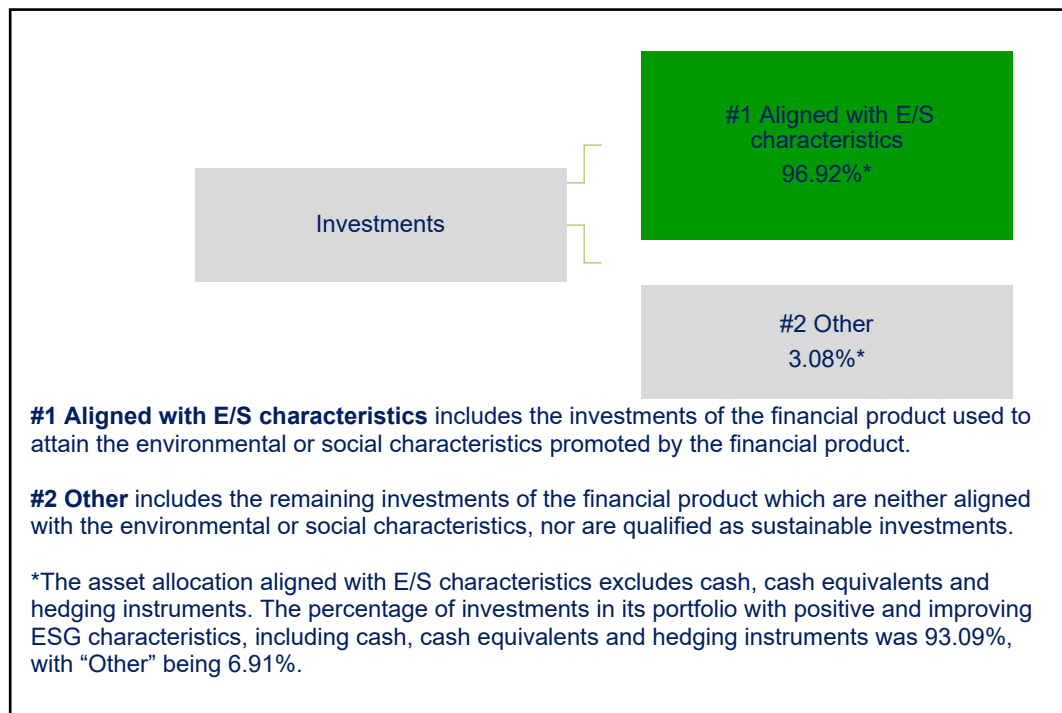 #1 Aligned with E/S
characteristics
96.92%*
Investments
#2 Other
3.08%*
#1 Aligned with E/S characteristics includes the investments of the financial product used to
attain the environmental or social characteristics promoted by the financial product.
#2 Other includes the remaining investments of the financial product which are neither aligned
with the environmental or social characteristics, nor are qualified as sustainable investments.
*The asset allocation aligned with E/S characteristics excludes cash, cash equivalents and
hedging instruments. The percentage of investments in its portfolio with positive and improving
ESG characteristics, including cash, cash equivalents and hedging instruments was 93.09%,
with “Other” being 6.91%.